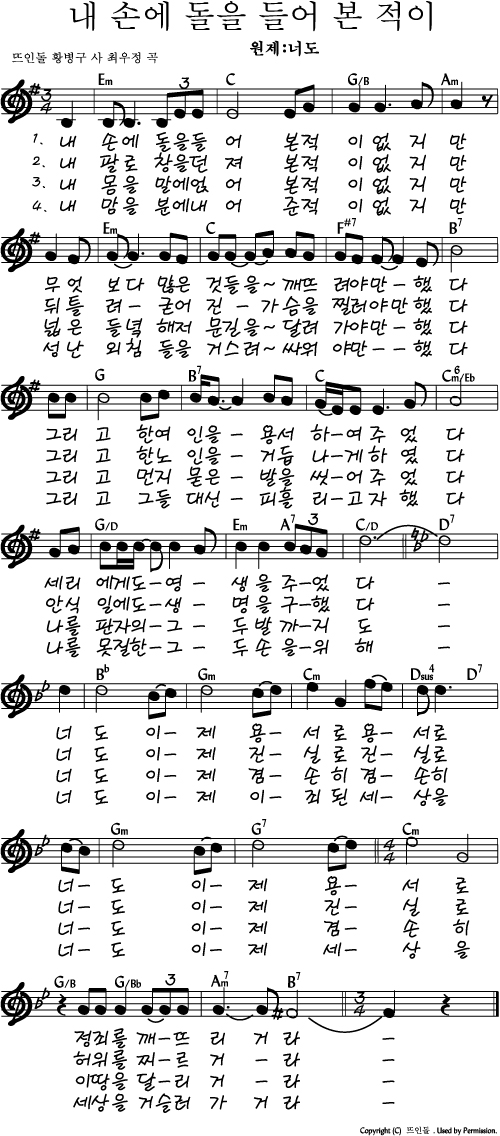 내 손에 돌을 들어 본 적이
원제:너도
뜨인돌 황병구 사 최우정 곡
Em C G/B Am
3
3/4
1. 내 손에 돌을들 어 본적 이없 거 만
2. 내 팔로 창을던 져 본적 이없 거 만
3. 내 몸을 말에얹 어 본적 이없 거 만
4. 내 맘을 분에내 어 준적 이없 거 만
Em C F#7 B7
무엇 보다 많은 것들을~ 깨뜨 려야만-했 다
뒤틀 려- 굳어 진-가슴을 찔러야만했 다
넓은 들녘 해저 문길을~ 달려 가야만-했 다
성난 외침 들을 거스려~ 싸워 야만--했 다
G B7 C Cm6/Eb
그리 고 한여 인을- 용서 하-여주 었 다
그리 고 한노 인을- 거듭 나-게하 였 다
그리 고 먼지 묻은- 발을 씻-어주 었 다
그리 고 그들 대신- 피흘 리-고자 했 다
G/D Em A7 C/D D7
3
세리 에게도-영- 생을 주-었 다 -
안식 일에도-생- 명을 구-했 다 -
나를 판자의-그- 두발 까-지 도 -
나를 못질한-그- 두손 을-위 해 -
Bb Gm Cm Dsus4 D7
너 도 이- 제 용- 서로 용- 서로
너 도 이- 제 진- 실로 진- 실로
너 도 이- 제 겸- 손히 겸- 손히
너 도 이- 제 이- 죄된 세- 상을
Gm G7 Cm
4/4
너- 도 이- 제 용- 서 로
너- 도 이- 제 진- 실 로
너- 도 이- 제 겸- 손 히
너- 도 이- 제 세- 상 을
G/B G/Bb Am7 B7
3
3/4
정죄를 깨-뜨 리 거 라 -
허위를 찌-르 거 - 라 -
이땅을 달-리 거 - 라 -
세상을 거슬러 가 거 라 -
Copyright (C) 뜨인돌 . Used by Permission.